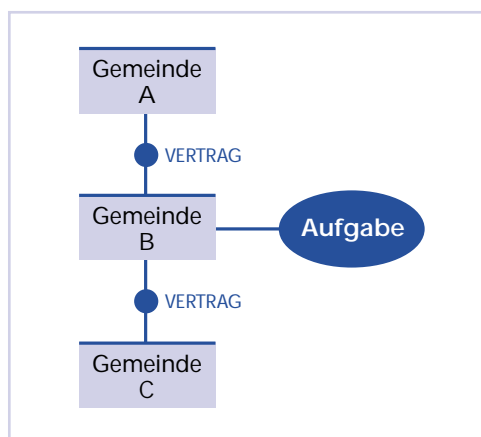 Gemeinde
A
VERTRAG
Gemeinde
B
Aufgabe
VERTRAG
Gemeinde
C